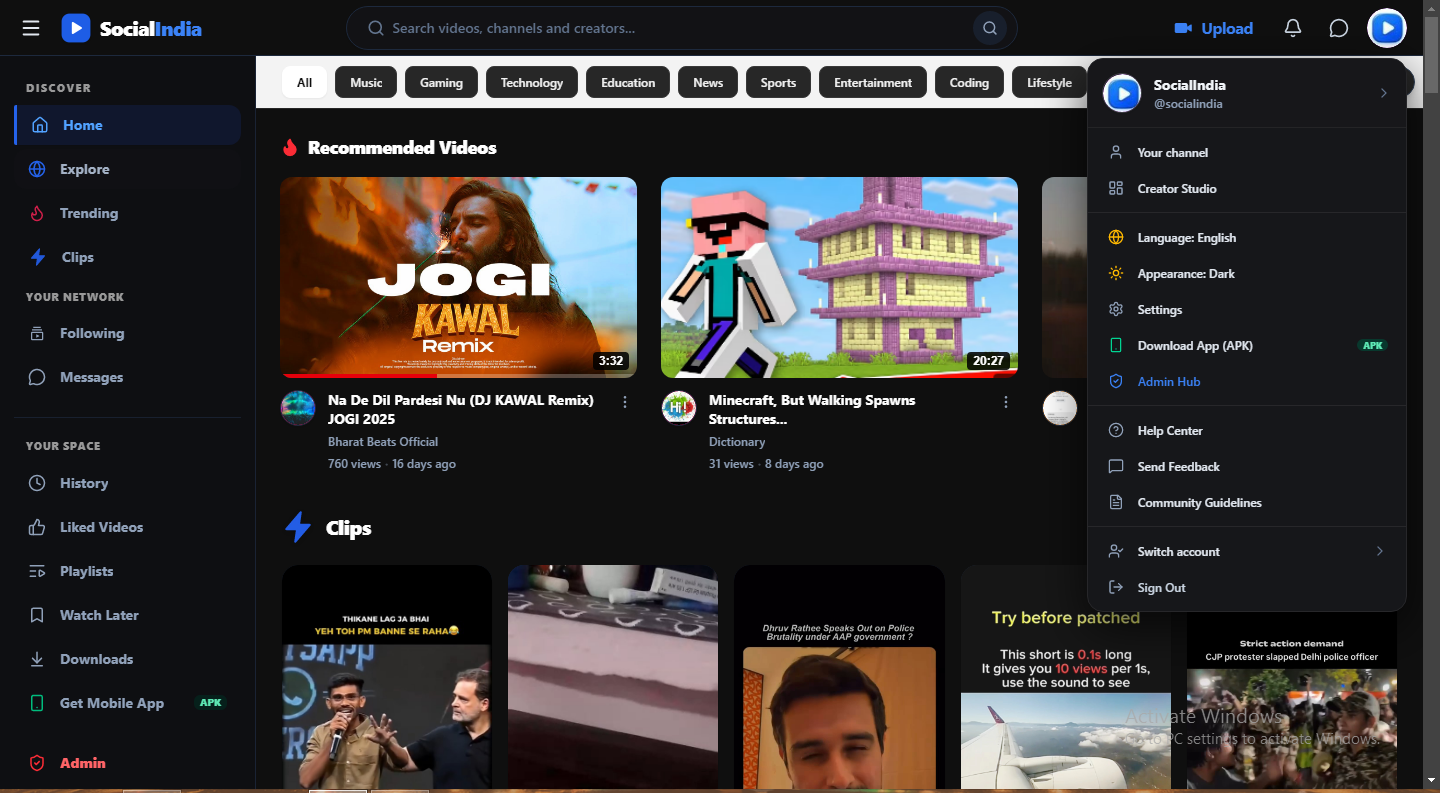 SocialIndia
Search videos, channels and creators...
Upload
DISCOVER
Home
Explore
Trending
Clips
YOUR NETWORK
Following
Messages
YOUR SPACE
History
Liked Videos
Playlists
Watch Later
Downloads
Get Mobile App APK
Admin
All Music Gaming Technology Education News Sports Entertainment Coding Lifestyle
Recommended Videos
JOGI
KAWAL
Remix
3:32
Na De Dil Pardesi Nu (DJ KAWAL Remix)
JOGI 2025
Bharat Beats Official
760 views · 16 days ago
20:27
Hi!
Minecraft, But Walking Spawns
Structures...
Dictionary
31 views · 8 days ago
Clips
THIKANE LAG JA BHAI
YEH TOH PM BANNE SE RAHA😂
Dhruv Rathee Speaks Out on Police
Brutality under AAP government ?
Try before patched
This short is 0.1s long
It gives you 10 views per 1s,
use the sound to see
Strict action demand
CJP protester slapped Delhi police officer
SocialIndia
@socialindia
Your channel
Creator Studio
Language: English
Appearance: Dark
Settings
Download App (APK) APK
Admin Hub
Help Center
Send Feedback
Community Guidelines
Switch account
Sign Out
Activate Windows
to PC settings to activate Windows.